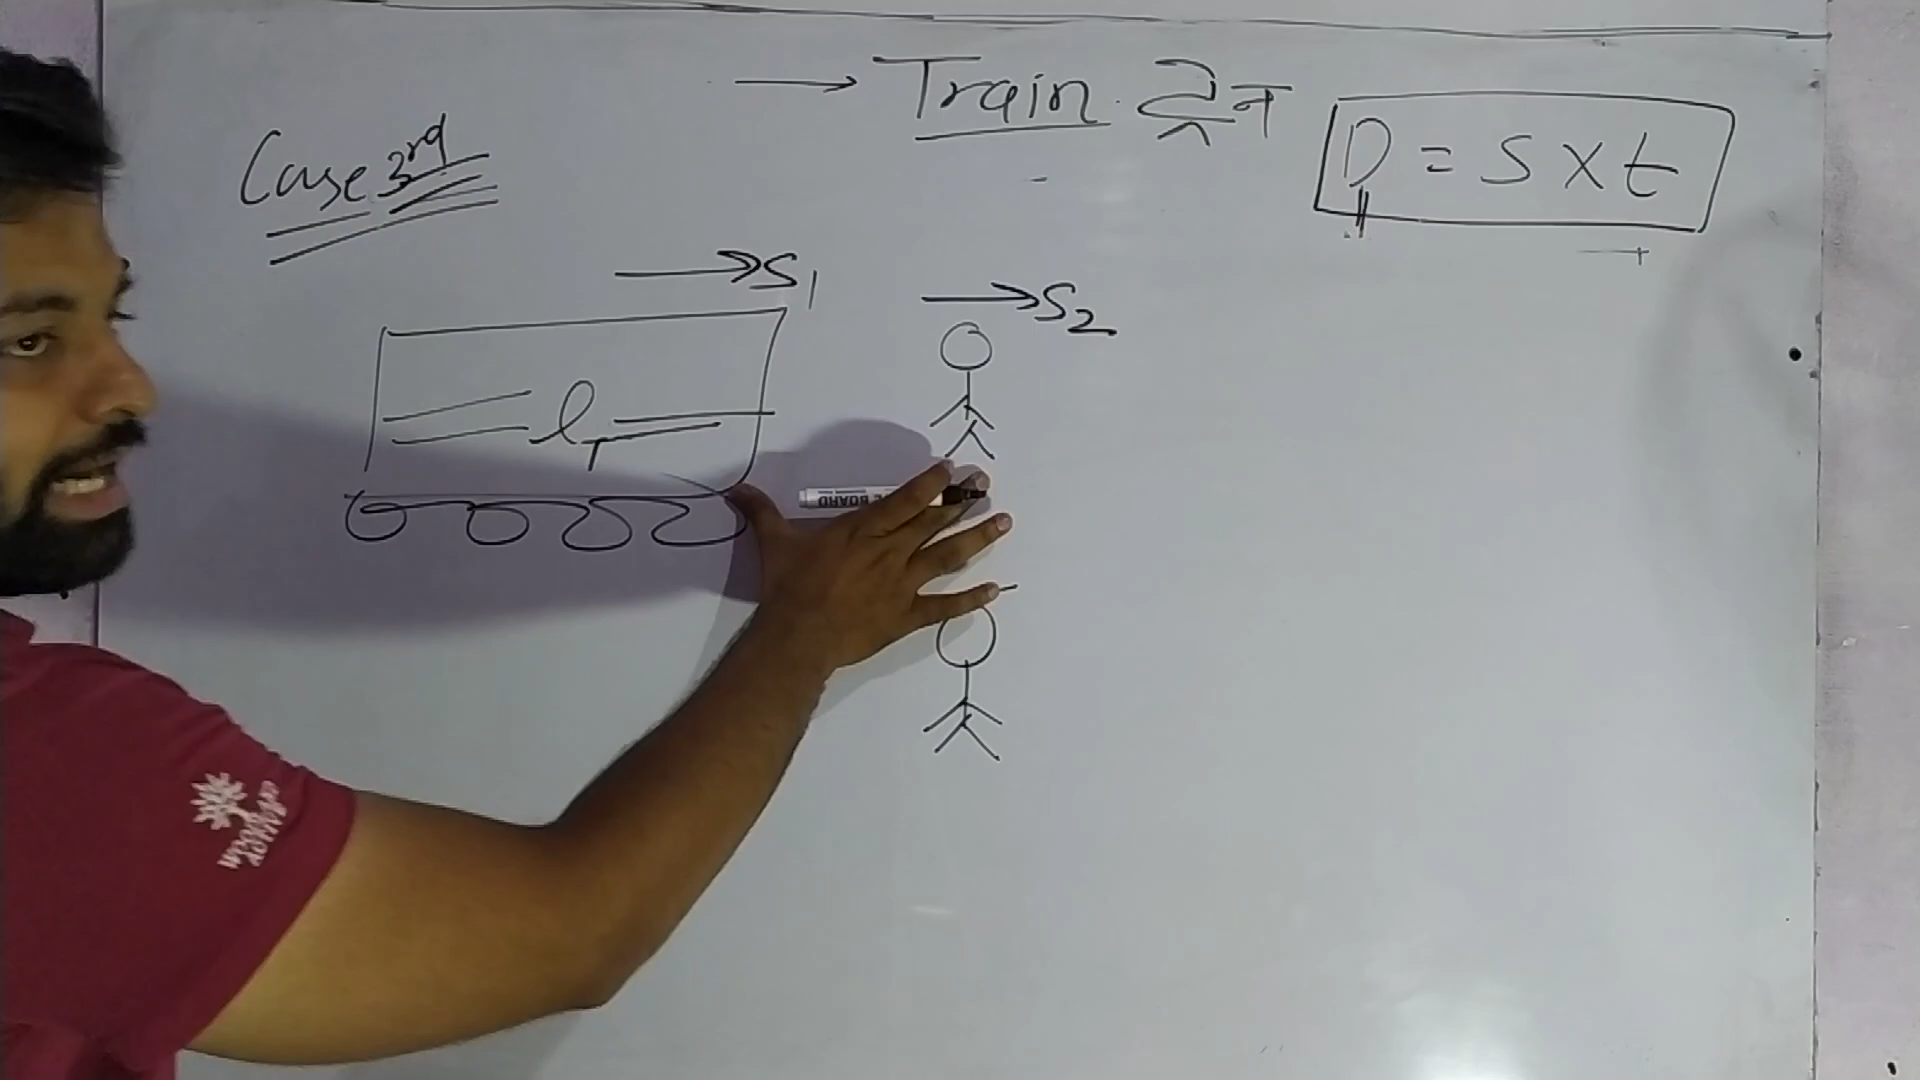 → Train ट्रेन
D = S X t
Case 3rd
→ S1
→ S2
lT